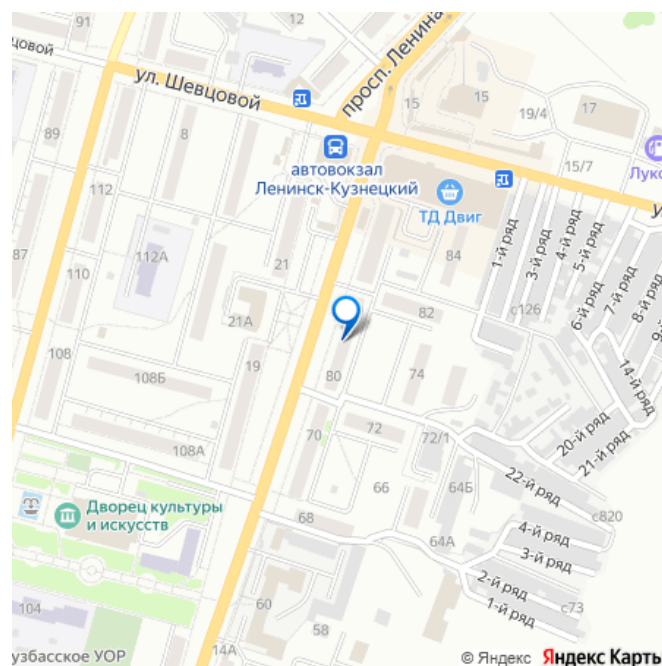 91
просп. Ленина
цовой
ул. Шевцовой
15
15
19/4
17
89
8
автовокзал
Ленинск-Кузнецкий
15/7
Луко
112
ТД Двиг
у
87
112А
21
84
1-й ряд
3-й ряд
4-й ряд
5-й ряд
110
6-й ряд
7-й ряд
8-й ряд
9-й
21А
82
с126
108
108Б
19
80
74
14-й ряд
70
72
72/1
20-й ряд
21-й ряд
108А
66
64Б
22-й ряд
Дворец культуры
и искусств
68
64А
с820
4-й ряд
3-й ряд
2-й ряд
1-й ряд
104
60
58
с73
узбасское УОР
14А
© Яндекс Яндекс Карты